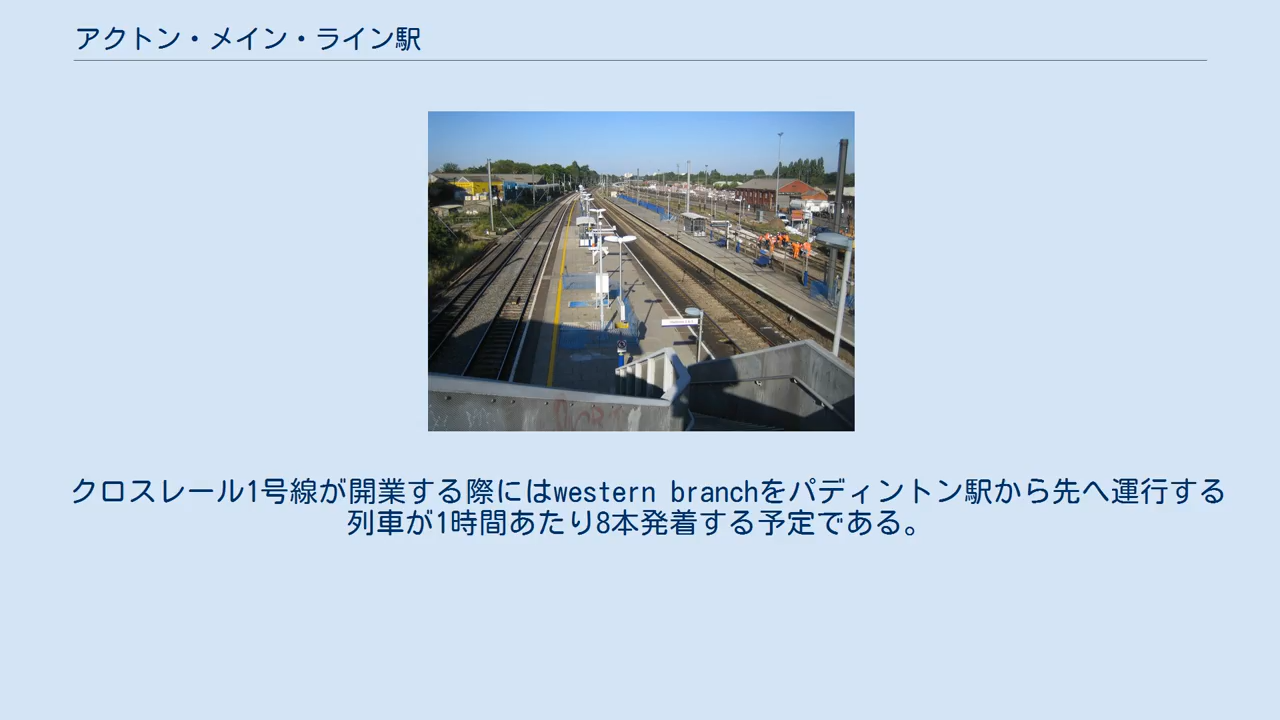 アクトン・メイン・ライン駅
クロスレール1号線が開業する際にはwestern branchをパディントン駅から先へ運行する
列車が1時間あたり8本発着する予定である。